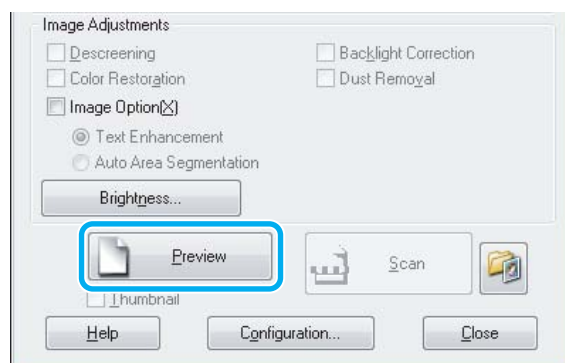 Image Adjustments
Descreening Backlight Correction
Color Restoration Dust Removal
Image Option(X)
Text Enhancement
Auto Area Segmentation
Brightness...
Preview Scan
Thumbnail
Help Configuration... Close